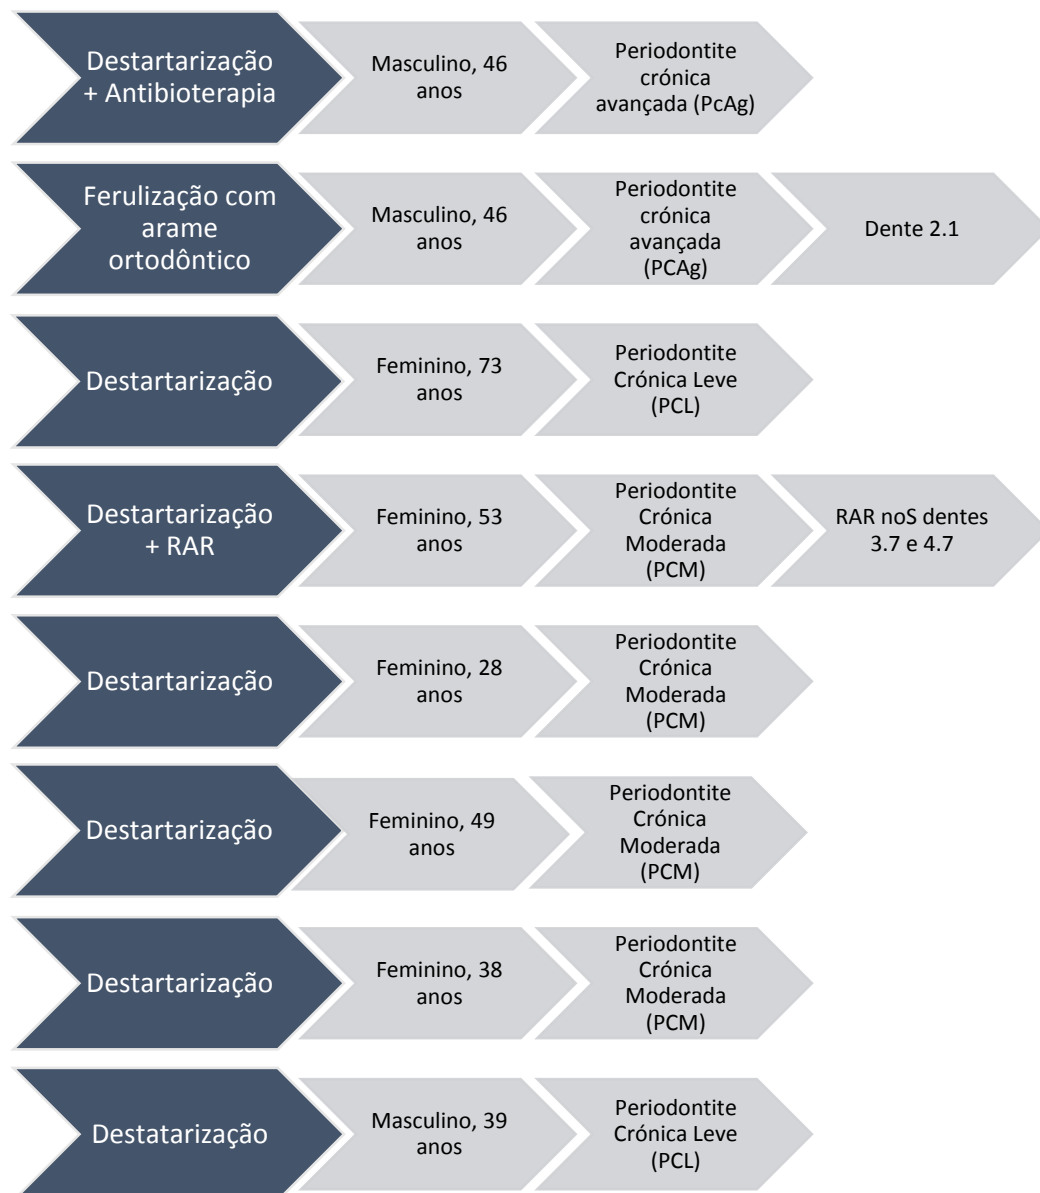 Destartarização
+ Antibioterapia
Masculino, 46
anos
Periodontite
crónica
avançada (PcAg)
Ferulização com
arame
ortodôntico
Masculino, 46
anos
Periodontite
crónica
avançada
(PCAg)
Dente 2.1
Destartarização
Feminino, 73
anos
Periodontite
Crónica Leve
(PCL)
Destartarização
+ RAR
Feminino, 53
anos
Periodontite
Crónica
Moderada
(PCM)
RAR noS dentes
3.7 e 4.7
Destartarização
Feminino, 28
anos
Periodontite
Crónica
Moderada
(PCM)
Destartarização
Feminino, 49
anos
Periodontite
Crónica
Moderada
(PCM)
Destartarização
Feminino, 38
anos
Periodontite
Crónica
Moderada
(PCM)
Destatarização
Masculino, 39
anos
Periodontite
Crónica Leve
(PCL)